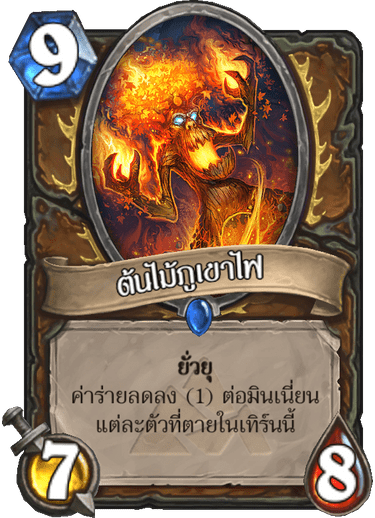 9
ต้นไม้ภูเขาไฟ
ยั่วยุ
ค่าร่ายลดลง (1) ต่อมินเนี่ยน
แต่ละตัวที่ตายในเทิร์นนี้
7
8